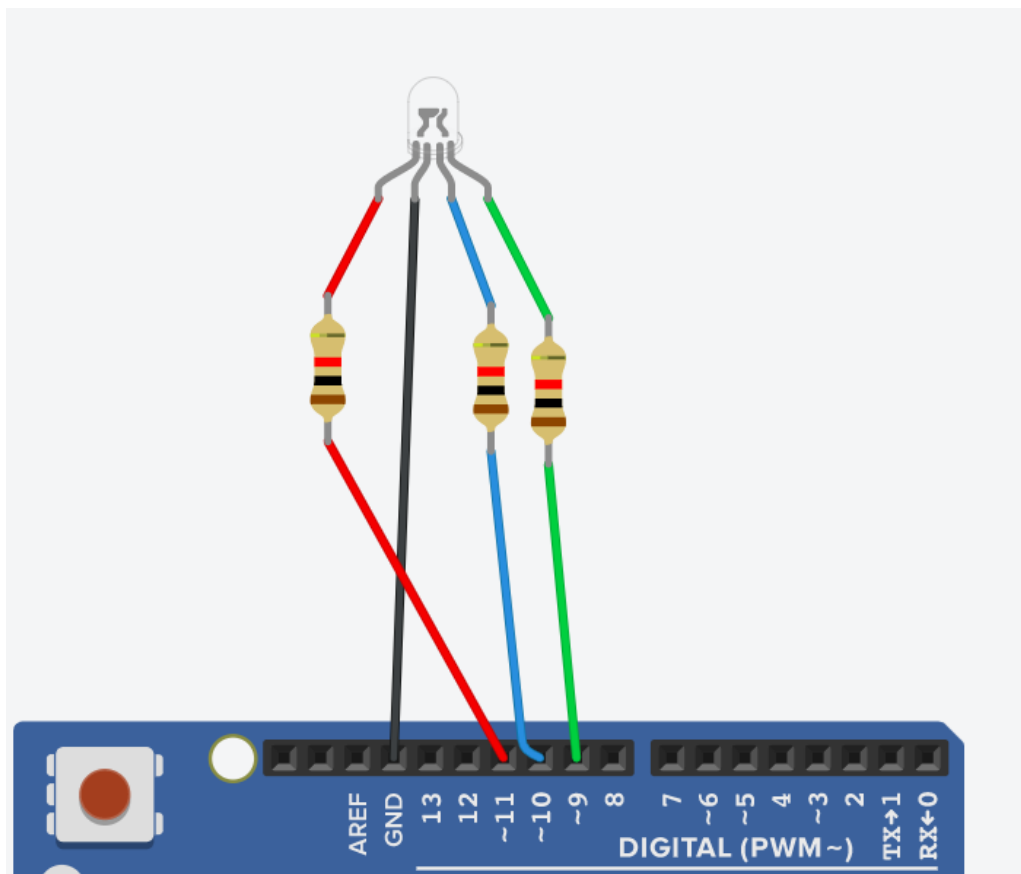 AREF
GND
13
12
~11
~10
~9
8
7
~6
~5
4
~3
2
TX→1
RX←0
DIGITAL (PWM~)